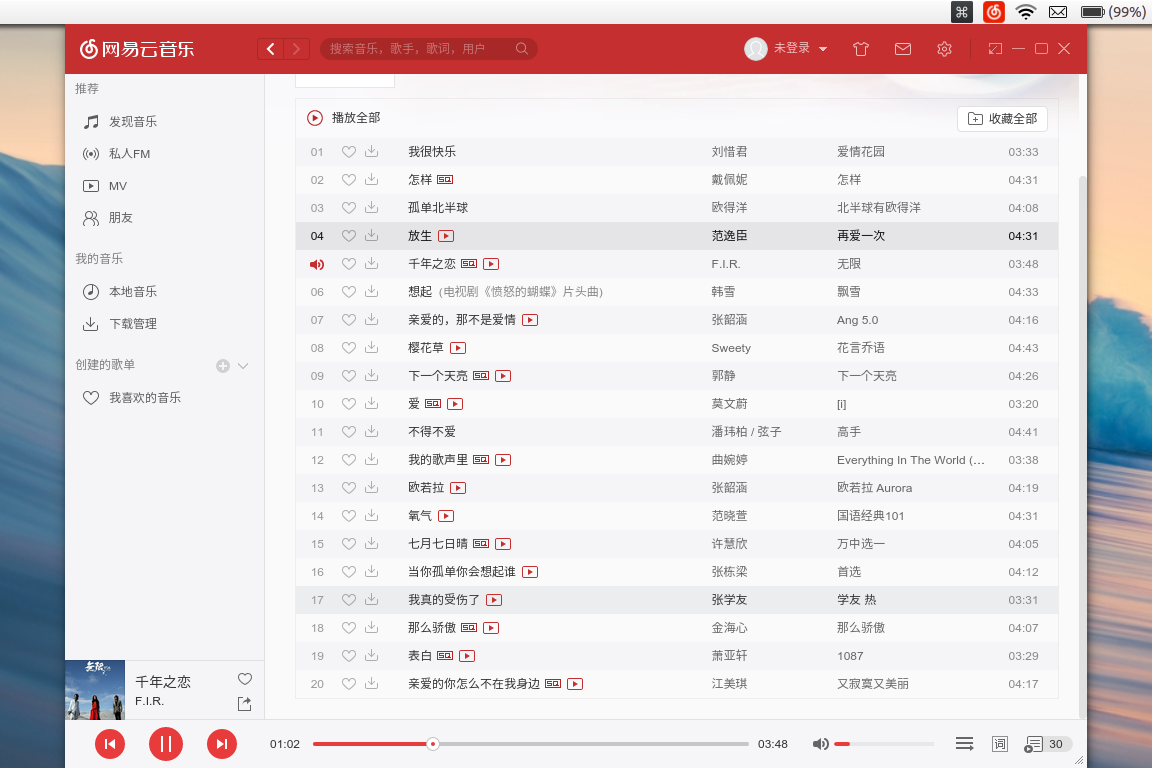 (99%)
网易云音乐
搜索音乐，歌手，歌词，用户
未登录
推荐
发现音乐
私人FM
MV
朋友
我的音乐
本地音乐
下载管理
创建的歌单
我喜欢的音乐
播放全部
收藏全部
01 我很快乐 刘惜君 爱情花园 03:33
02 怎样 SQ 戴佩妮 怎样 04:31
03 孤单北半球 欧得洋 北半球有欧得洋 04:08
04 放生 范逸臣 再爱一次 04:31
千年之恋 SQ F.I.R. 无限 03:48
06 想起 (电视剧《愤怒的蝴蝶》片头曲) 韩雪 飘雪 04:33
07 亲爱的，那不是爱情 张韶涵 Ang 5.0 04:16
08 樱花草 Sweety 花言乔语 04:43
09 下一个天亮 SQ 郭静 下一个天亮 04:26
10 爱 SQ 莫文蔚 [i] 03:20
11 不得不爱 潘玮柏 / 弦子 高手 04:41
12 我的歌声里 SQ 曲婉婷 Everything In The World (... 03:38
13 欧若拉 张韶涵 欧若拉 Aurora 04:19
14 氧气 范晓萱 国语经典101 04:31
15 七月七日晴 SQ 许慧欣 万中选一 04:05
16 当你孤单你会想起谁 张栋梁 首选 04:12
17 我真的受伤了 张学友 学友 热 03:31
18 那么骄傲 SQ 金海心 那么骄傲 04:07
19 表白 SQ 萧亚轩 1087 03:29
20 亲爱的你怎么不在我身边 SQ 江美琪 又寂寞又美丽 04:17
无限
千年之恋
F.I.R.
01:02
03:48
词
30